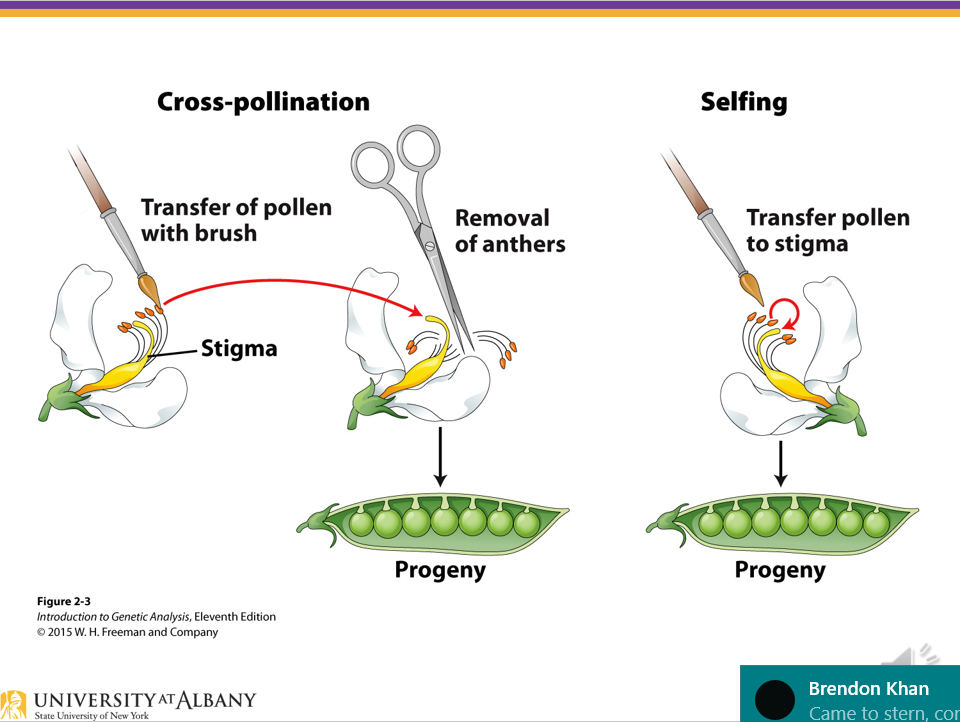 Cross-pollination
Selfing
Transfer of pollen
with brush
Removal
of anthers
Transfer pollen
to stigma
Stigma
Progeny
Progeny
Figure 2-3
Introduction to Genetic Analysis, Eleventh Edition
© 2015 W. H. Freeman and Company
UNIVERSITY AT ALBANY
State University of New York
Brendon Khan
Came to stern,